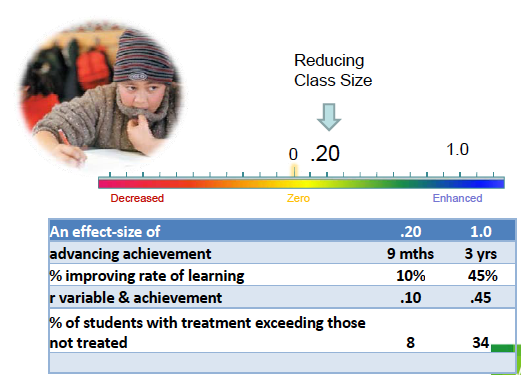 Reducing
Class Size
0 .20 1.0
Decreased Zero Enhanced
An effect-size of .20 1.0
advancing achievement 9 mths 3 yrs
% improving rate of learning 10% 45%
r variable & achievement .10 .45
% of students with treatment exceeding those
not treated 8 34